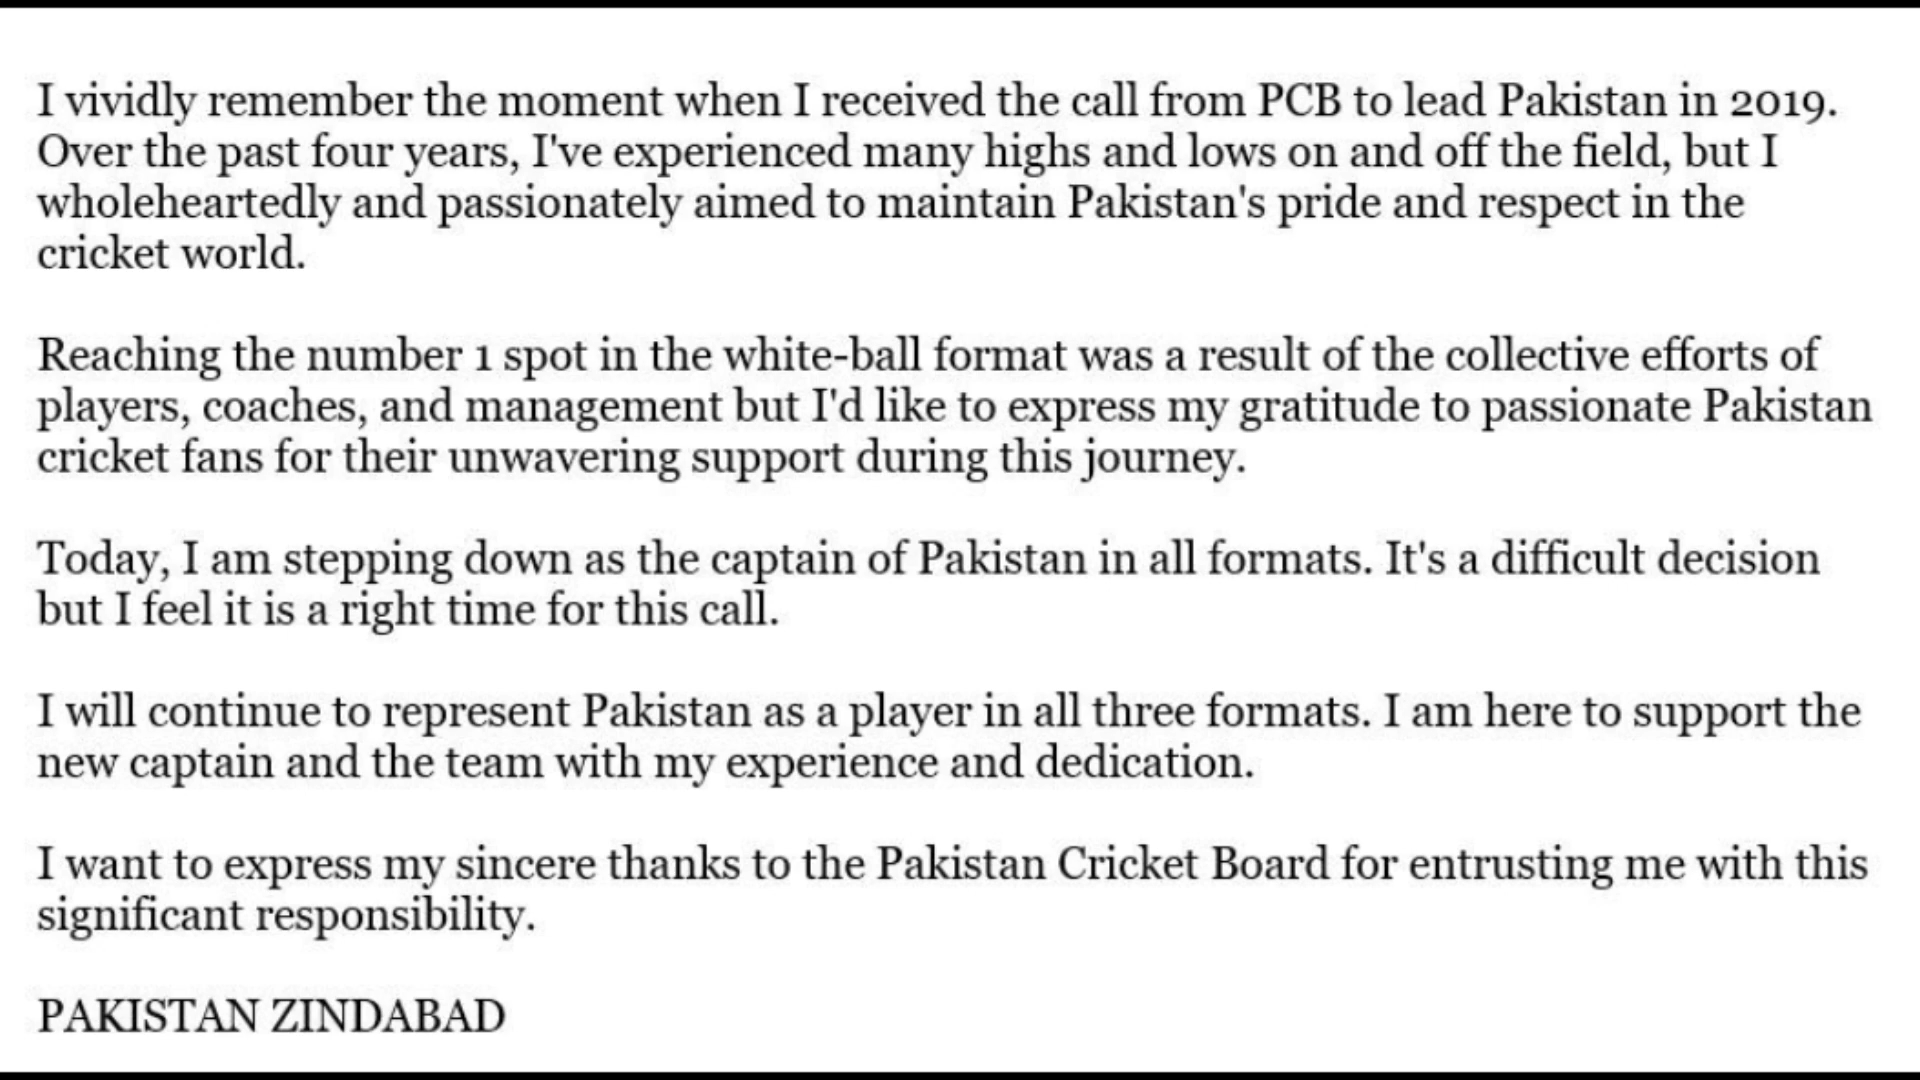 I vividly remember the moment when I received the call from PCB to lead Pakistan in 2019.
Over the past four years, I've experienced many highs and lows on and off the field, but I
wholeheartedly and passionately aimed to maintain Pakistan's pride and respect in the
cricket world.
Reaching the number 1 spot in the white-ball format was a result of the collective efforts of
players, coaches, and management but I'd like to express my gratitude to passionate Pakistan
cricket fans for their unwavering support during this journey.
Today, I am stepping down as the captain of Pakistan in all formats. It's a difficult decision
but I feel it is a right time for this call.
I will continue to represent Pakistan as a player in all three formats. I am here to support the
new captain and the team with my experience and dedication.
I want to express my sincere thanks to the Pakistan Cricket Board for entrusting me with this
significant responsibility.
PAKISTAN ZINDABAD